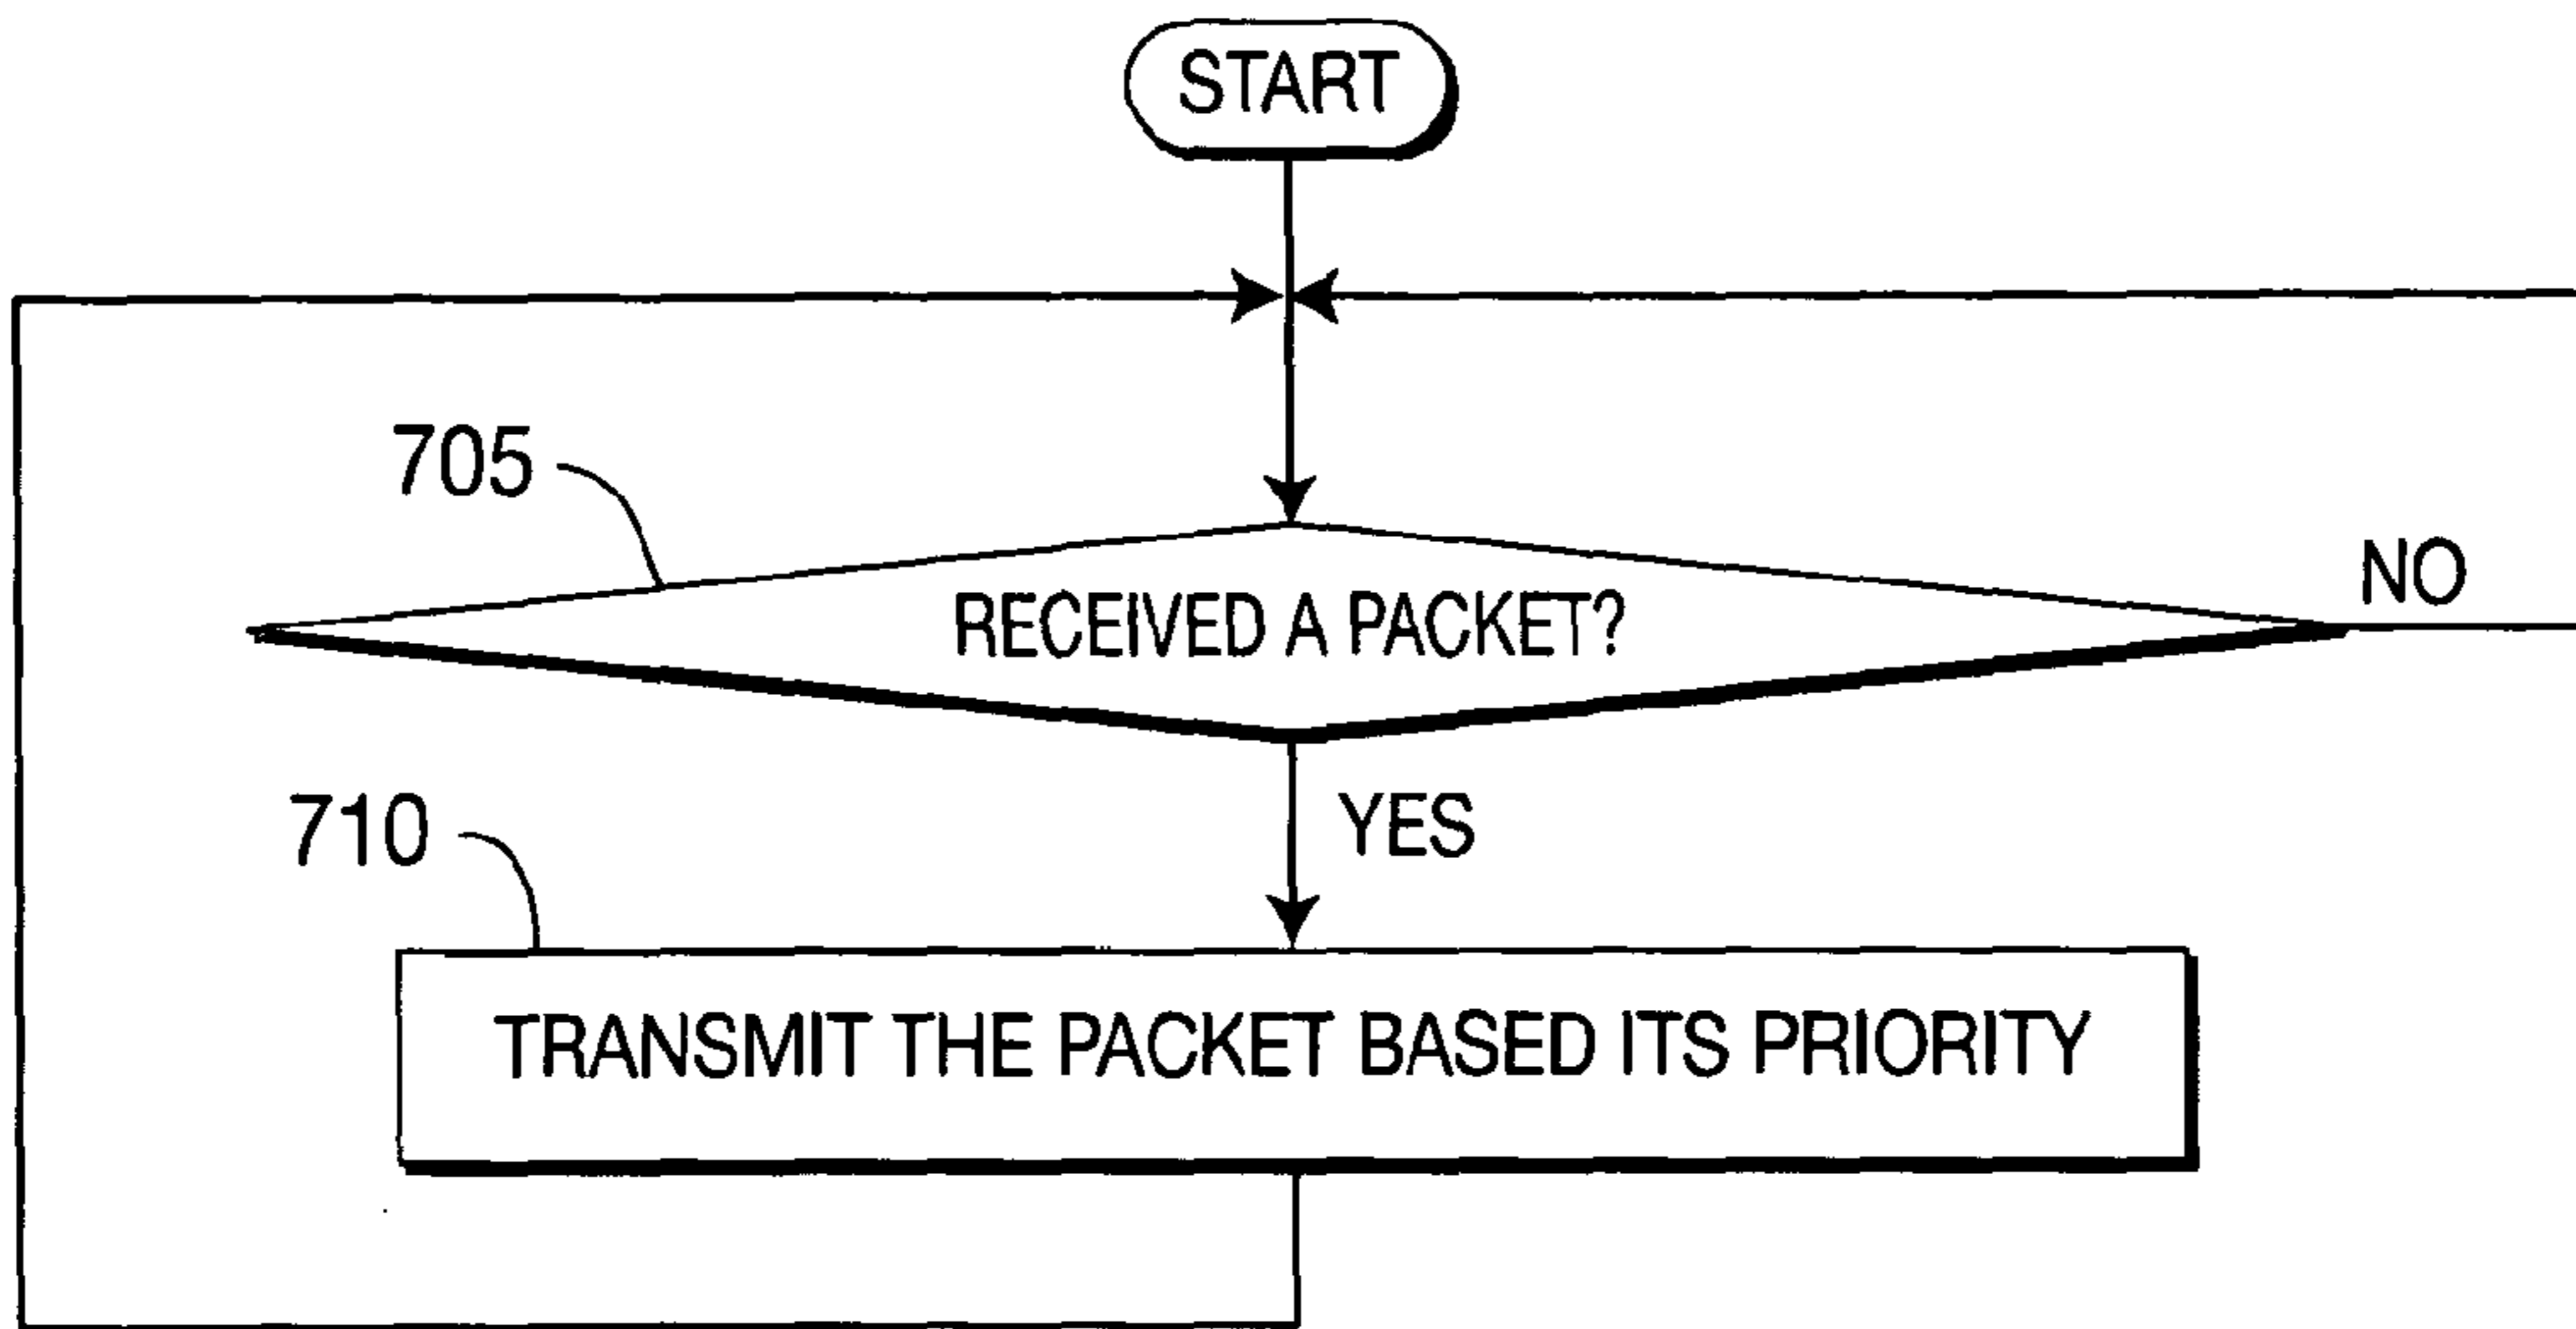 START
705
RECEIVED A PACKET?
NO
YES
710
TRANSMIT THE PACKET BASED ITS PRIORITY